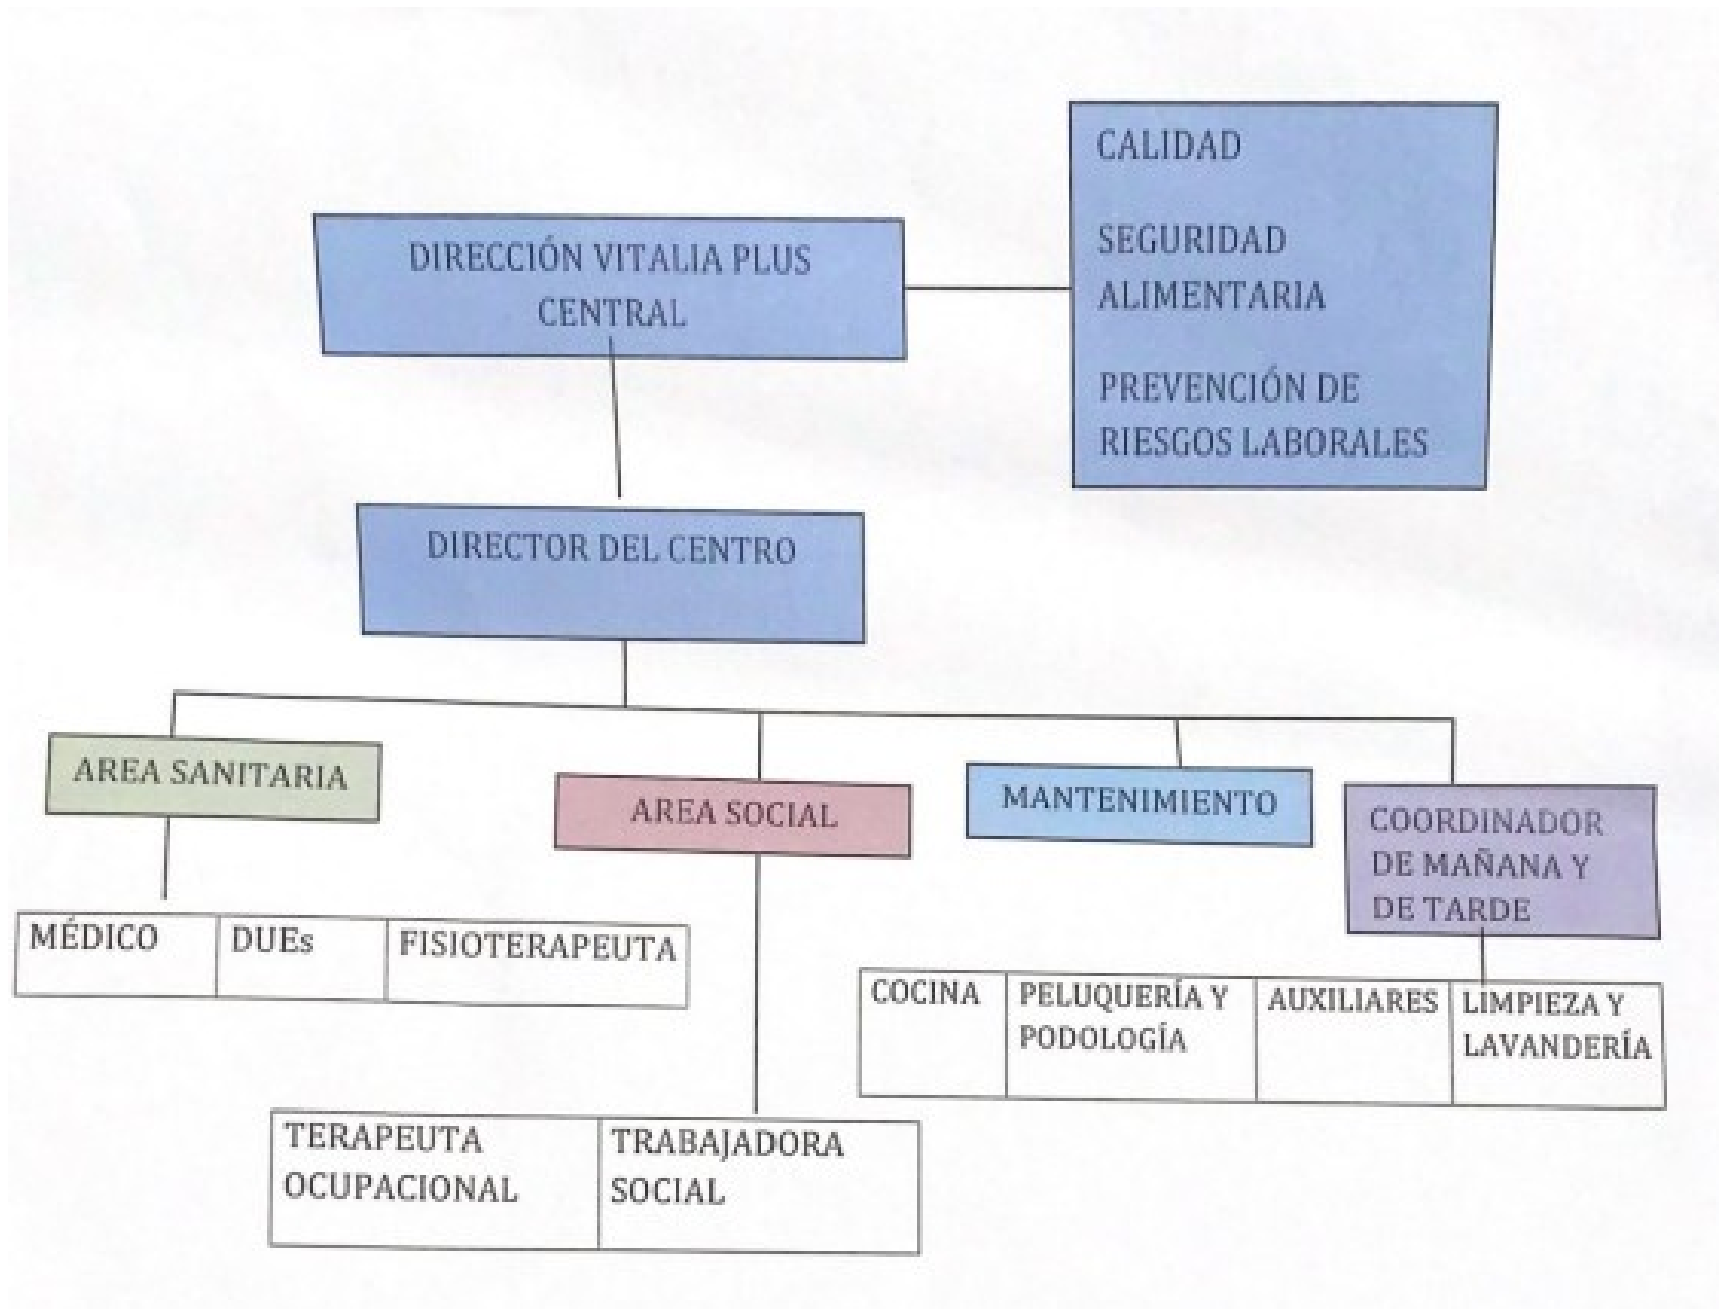 CALIDAD
SEGURIDAD
ALIMENTARIA
PREVENCIÓN DE
RIESGOS LABORALES
DIRECCIÓN VITALIA PLUS
CENTRAL
DIRECTOR DEL CENTRO
AREA SANITARIA
AREA SOCIAL
MANTENIMIENTO
COORDINADOR
DE MAÑANA Y
DE TARDE
MÉDICO
DUEs
FISIOTERAPEUTA
COCINA
PELUQUERÍA Y
PODOLOGÍA
AUXILIARES
LIMPIEZA Y
LAVANDERÍA
TERAPEUTA
OCUPACIONAL
TRABAJADORA
SOCIAL